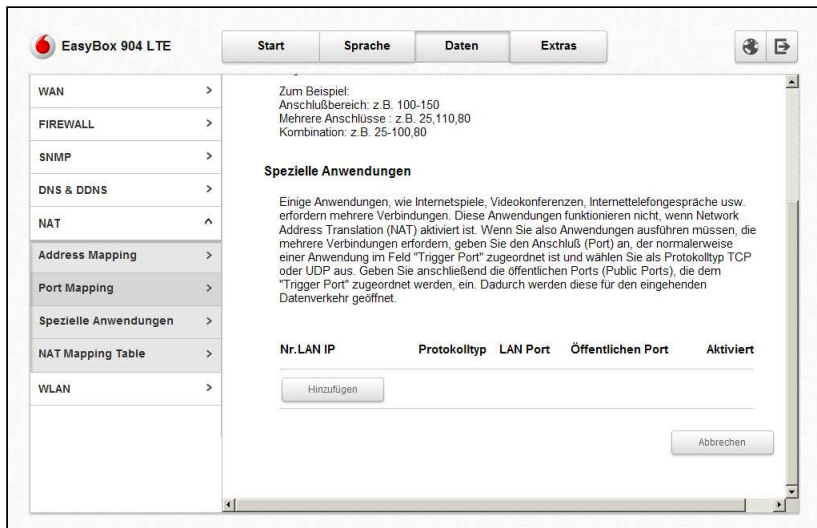 EasyBox 904 LTE
Start
Sprache
Daten
Extras
WAN
FIREWALL
SNMP
DNS & DDNS
NAT
Address Mapping
Port Mapping
Spezielle Anwendungen
NAT Mapping Table
WLAN
Zum Beispiel:
Anschlußbereich: z.B. 100-150
Mehrere Anschlüsse : z.B. 25,110,80
Kombination: z.B. 25-100,80
Spezielle Anwendungen
Einige Anwendungen, wie Internetspiele, Videokonferenzen, Internettelefongespräche usw.
erfordern mehrere Verbindungen. Diese Anwendungen funktionieren nicht, wenn Network
Address Translation (NAT) aktiviert ist. Wenn Sie also Anwendungen ausführen müssen, die
mehrere Verbindungen erfordern, geben Sie den Anschluß (Port) an, der normalerweise
einer Anwendung im Feld "Trigger Port" zugeordnet ist und wählen Sie als Protokolltyp TCP
oder UDP aus. Geben Sie anschließend die öffentlichen Ports (Public Ports), die dem
"Trigger Port" zugeordnet werden, ein. Dadurch werden diese für den eingehenden
Datenverkehr geöffnet.
Nr.LAN IP Protokolltyp LAN Port Öffentlichen Port Aktiviert
Hinzufügen
Abbrechen